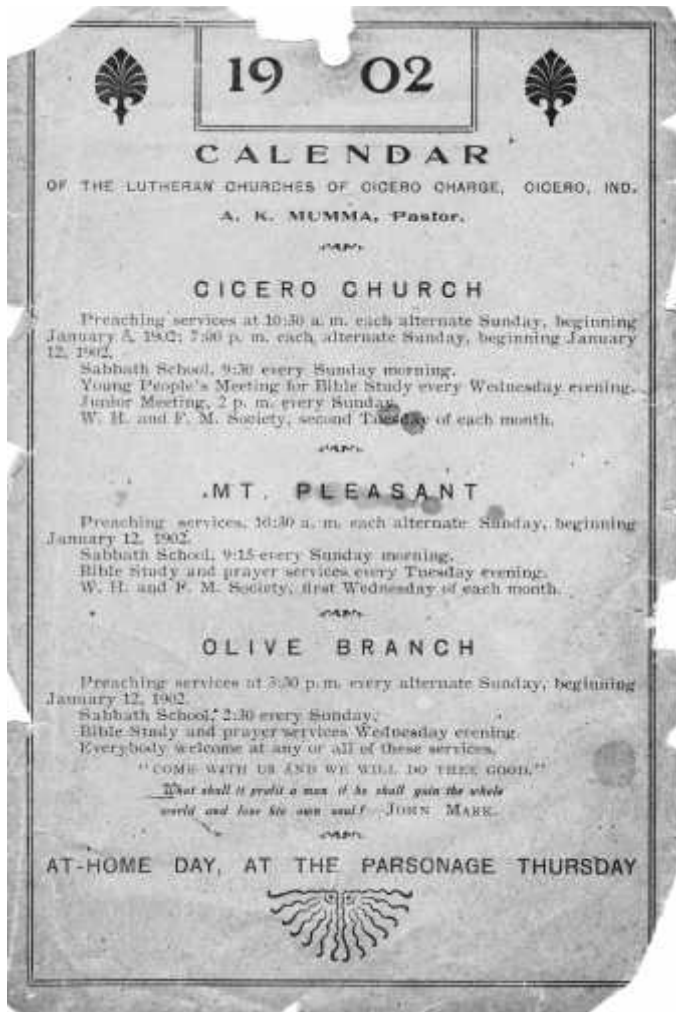 19 02
CALENDAR
OF THE LUTHERAN CHURCHES OF CICERO CHARGE, CICERO, IND.
A. K. MUMMA, Pastor.
CICERO CHURCH
Preaching services at 10:30 a. m. each alternate Sunday, beginning
January 5, 1902; 7:00 p. m. each alternate Sunday, beginning January
12, 1902.
Sabbath School, 9:30 every Sunday morning.
Young People's Meeting for Bible Study every Wednesday evening.
Junior Meeting, 2 p. m. every Sunday.
W. H. and F. M. Society, second Tuesday of each month.
MT. PLEASANT
Preaching services, 10:30 a. m. each alternate Sunday, beginning
January 12, 1902.
Sabbath School, 9:15 every Sunday morning.
Bible Study and prayer services every Tuesday evening.
W. H. and F. M. Society, first Wednesday of each month.
OLIVE BRANCH
Preaching services at 3:30 p. m. every alternate Sunday, beginning
January 12, 1902.
Sabbath School, 2:30 every Sunday.
Bible Study and prayer services Wednesday evening.
Everybody welcome at any or all of these services.
"COME WITH US AND WE WILL DO THEE GOOD."
What shall it profit a man if he shall gain the whole
world and lose his own soul? JOHN MARK.
AT-HOME DAY, AT THE PARSONAGE THURSDAY